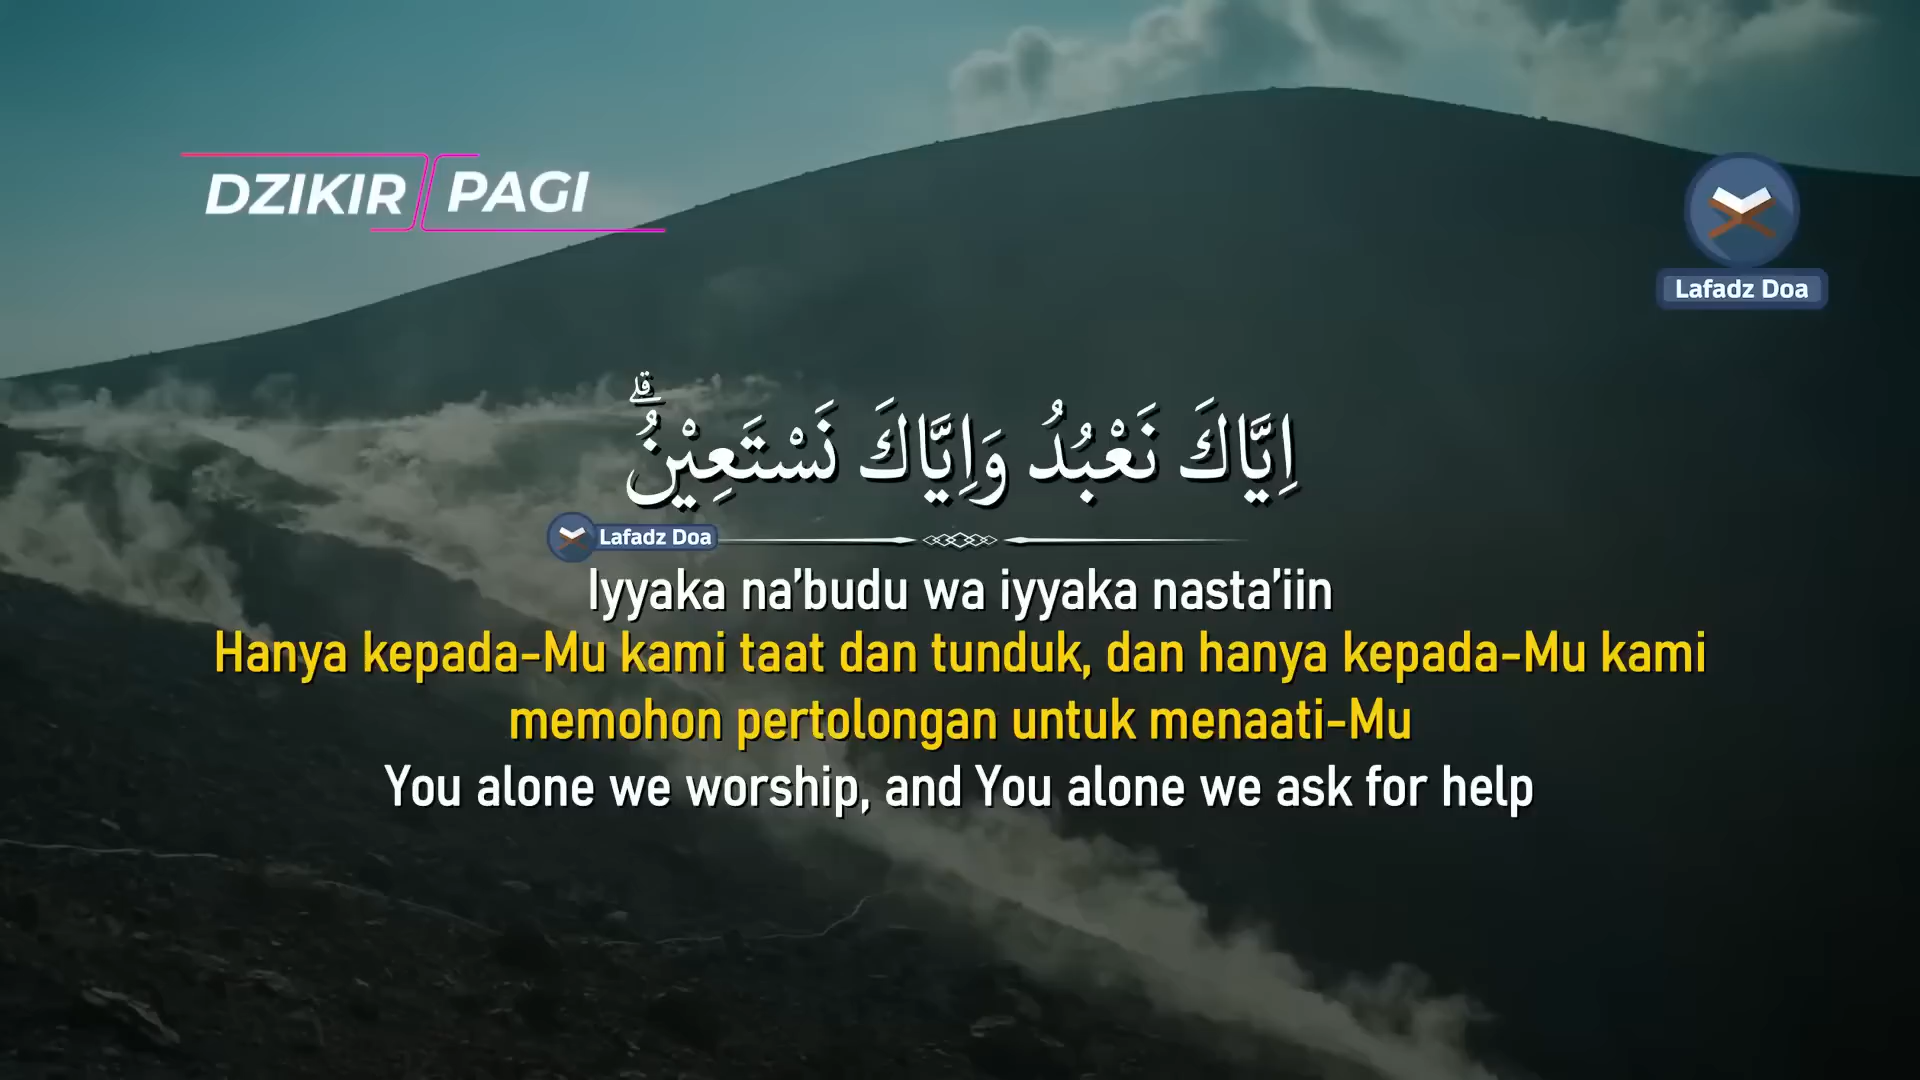 DZIKIR PAGI
Lafadz Doa
اِيَّاكَ نَعْبُدُ وَاِيَّاكَ نَسْتَعِيْنُۗ
Lafadz Doa
Iyyaka na’budu wa iyyaka nasta’iin
Hanya kepada-Mu kami taat dan tunduk, dan hanya kepada-Mu kami
memohon pertolongan untuk menaati-Mu
You alone we worship, and You alone we ask for help